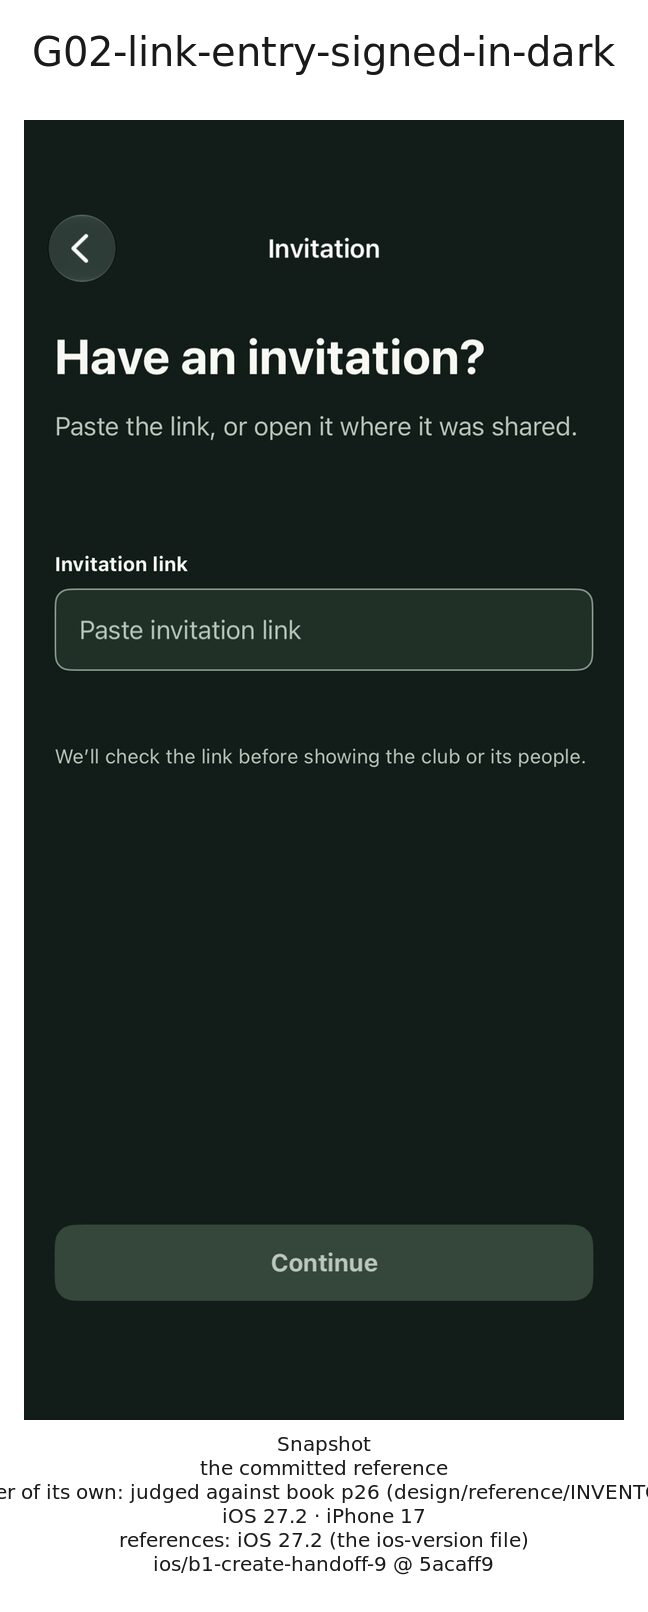 G02-link-entry-signed-in-dark
Invitation
Have an invitation?
Paste the link, or open it where it was shared.
Invitation link
Paste invitation link
We’ll check the link before showing the club or its people.
Continue
Snapshot
the committed reference
of its own: judged against book p26 (design/reference/
iOS 27.2 · iPhone 17
references: iOS 27.2 (the ios-version file)
ios/b1-create-handoff-9 @ 5acaff9